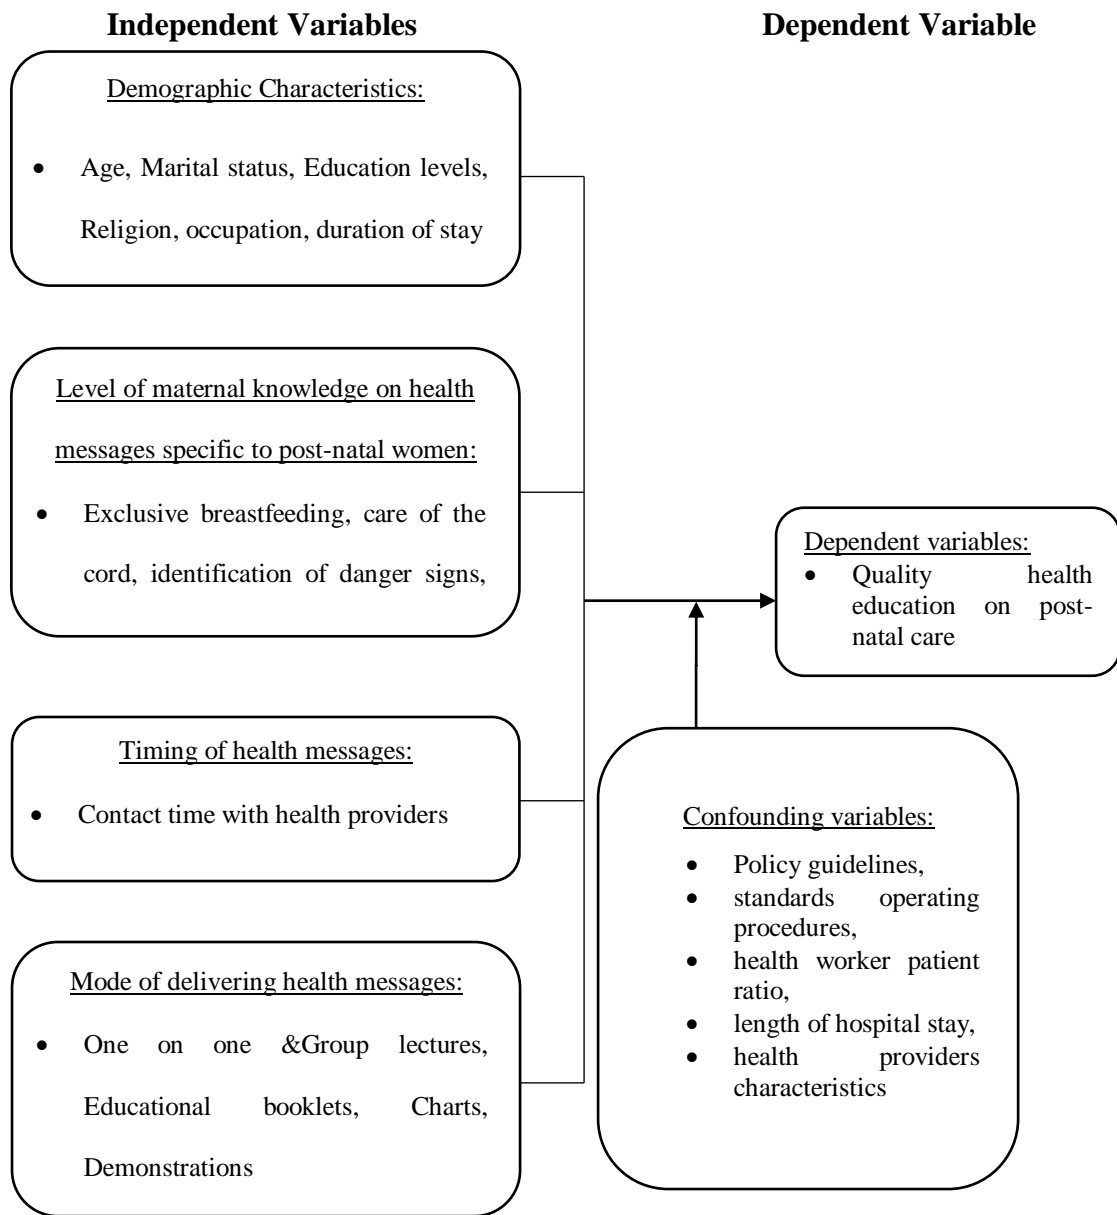 Independent Variables
Dependent Variable
Demographic Characteristics:
• Age, Marital status, Education levels,
Religion, occupation, duration of stay
Level of maternal knowledge on health
messages specific to post-natal women:
• Exclusive breastfeeding, care of the
cord, identification of danger signs,
Timing of health messages:
• Contact time with health providers
Mode of delivering health messages:
• One on one &Group lectures,
Educational booklets, Charts,
Demonstrations
Dependent variables:
• Quality health
education on post-
natal care
Confounding variables:
• Policy guidelines,
• standards operating
procedures,
• health worker patient
ratio,
• length of hospital stay,
• health providers
characteristics